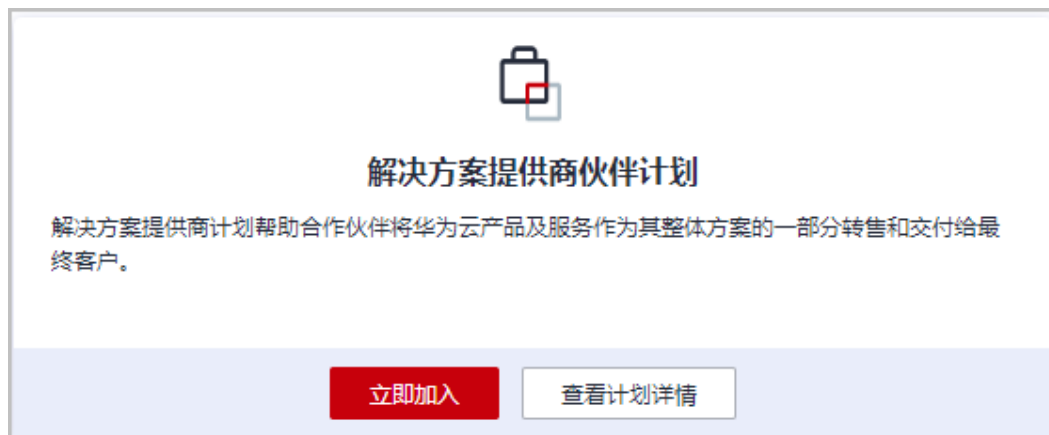 解决方案提供商伙伴计划
解决方案提供商计划帮助合作伙伴将华为云产品及服务作为其整体方案的一部分转售和交付给最
终客户。
立即加入
查看计划详情